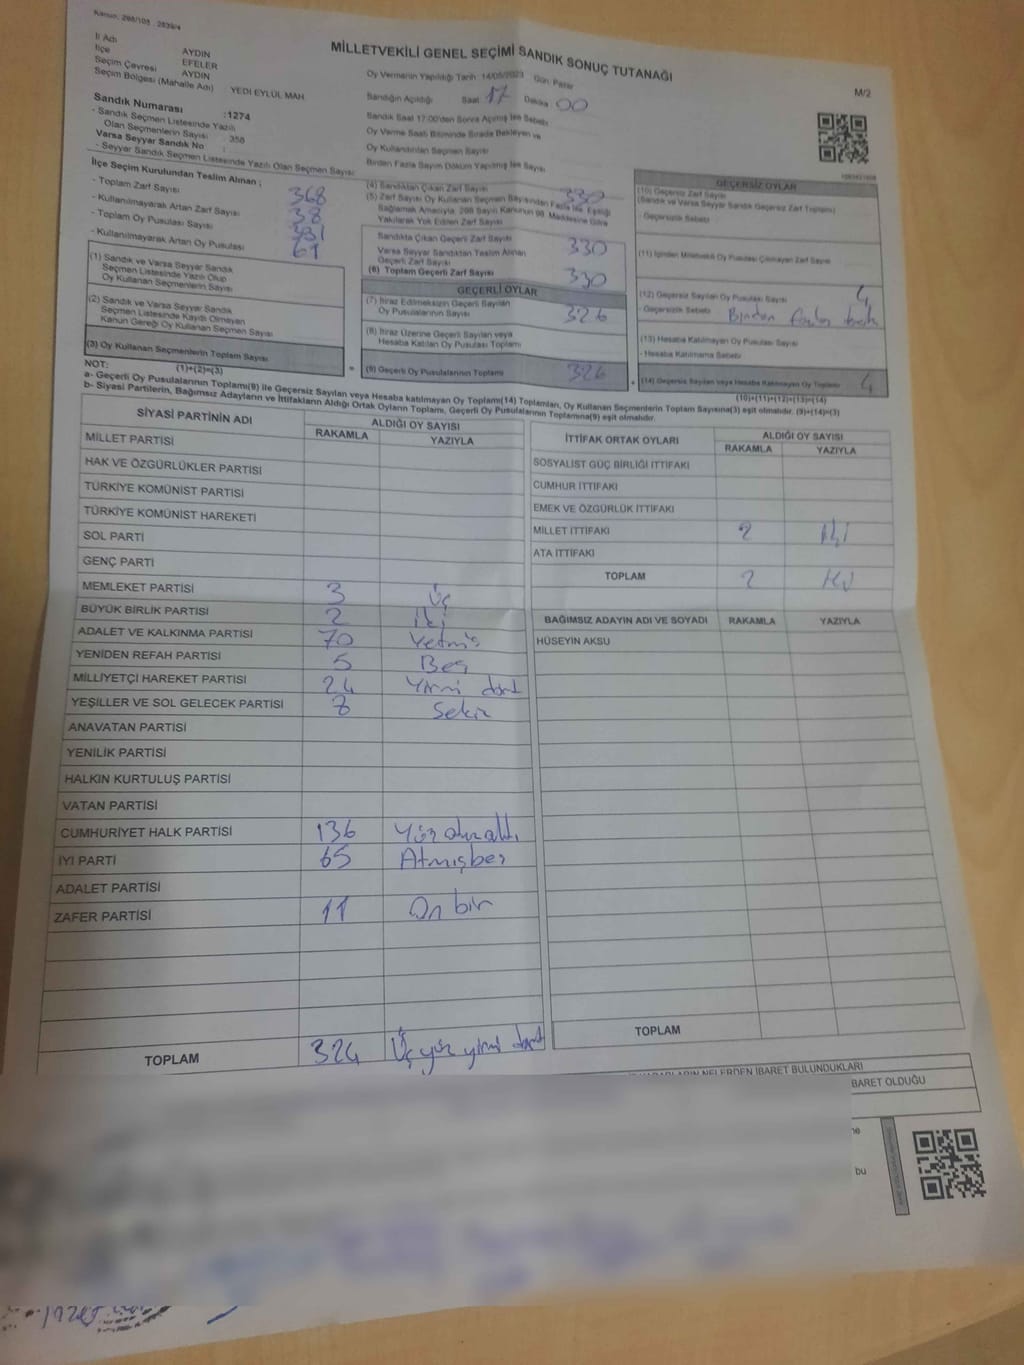 Kanun: 298/105 , 2839/4
MİLLETVEKİLİ GENEL SEÇİMİ SANDIK SONUÇ TUTANAĞI
M/2
İl Adı AYDIN
İlçe EFELER
Seçim Çevresi AYDIN
Seçim Bölgesi (Mahalle Adı) YEDİ EYLÜL MAH
Sandık Numarası :1274
- Sandık Seçmen Listesinde Yazılı
Olan Seçmenlerin Sayısı : 358
Varsa Seyyar Sandık No :
- Seyyar Sandık Seçmen Listesinde Yazılı Olan Seçmen Sayısı
Oy Vermenin Yapıldığı Tarih 14/05/2023 Gün: Pazar
Sandığın Açıldığı Saat 17 Dakika 00
Sandık Saat 17:00'den Sonra Açılmış İse Sebebi
Oy Verme Saati Bitiminde Sırada Bekleyen ve
Oy Kullandırılan Seçmen Sayısı
Birden Fazla Sayım Döküm Yapılmış İse Sayısı
İlçe Seçim Kurulundan Teslim Alınan ;
- Toplam Zarf Sayısı 368
- Kullanılmayarak Artan Zarf Sayısı 38
- Toplam Oy Pusulası Sayısı
- Kullanılmayarak Artan Oy Pusulası 61
(1) Sandık ve Varsa Seyyar Sandık
Seçmen Listesinde Yazılı Olup
Oy Kullanan Seçmenlerin Sayısı
(2) Sandık ve Varsa Seyyar Sandık
Seçmen Listesinde Kaydı Olmayan
Kanun Gereği Oy Kullanan Seçmen Sayısı
(3) Oy Kullanan Seçmenlerin Toplam Sayısı
(1)+(2)=(3)
(4) Sandıktan Çıkan Zarf Sayısı 330
(5) Zarf Sayısı Oy Kullanan Seçmen Sayısından Fazla İse, Eşitliği
Sağlamak Amacıyla, 298 Sayılı Kanunun 98. Maddesine Göre
Yakılarak Yok Edilen Zarf Sayısı
Sandıkta Çıkan Geçerli Zarf Sayısı 330
Varsa Seyyar Sandıktan Teslim Alınan
Geçerli Zarf Sayısı
(6) Toplam Geçerli Zarf Sayısı 330
GEÇERLİ OYLAR
(7) İtiraz Edilmeksizin Geçerli Sayılan
Oy Pusulalarının Sayısı 326
(8) İtiraz Üzerine Geçerli Sayılan veya
Hesaba Katılan Oy Pusulası Toplamı
(9) Geçerli Oy Pusulalarının Toplamı 326
GEÇERSİZ OYLAR
(10) Geçersiz Zarf Sayısı
(Sandık ve Varsa Seyyar Sandık Geçersiz Zarf Toplamı)
- Geçersizlik Sebebi
(11) İçinden Milletvekili Oy Pusulası Çıkmayan Zarf Sayısı
(12) Geçersiz Sayılan Oy Pusulası Sayısı 4
- Geçersizlik Sebebi Birden fazla
(13) Hesaba Katılmayan Oy Pusulası Sayısı
- Hesaba Katılmama Sebebi
(14) Geçersiz Sayılan veya Hesaba Katılmayan Oy Toplamı 4
(10)+(11)+(12)+(13)=(14)
NOT:
a- Geçerli Oy Pusulalarının Toplamı(9) ile Geçersiz Sayılan veya Hesaba katılmayan Oy Toplamı(14) Toplamları, Oy Kullanan Seçmenlerin Toplam Sayısına(3) eşit olmalıdır. (9)+(14)=(3)
b- Siyasi Partilerin, Bağımsız Adayların ve İttifakların Aldığı Ortak Oyların Toplamı, Geçerli Oy Pusulalarının Toplamına(9) eşit olmalıdır.
SİYASİ PARTİNİN ADI ALDIĞI OY SAYISI
RAKAMLA YAZIYLA
MİLLET PARTİSİ
HAK VE ÖZGÜRLÜKLER PARTİSİ
TÜRKİYE KOMÜNİST PARTİSİ
TÜRKİYE KOMÜNİST HAREKETİ
SOL PARTİ
GENÇ PARTİ
MEMLEKET PARTİSİ 3 Üç
BÜYÜK BİRLİK PARTİSİ 2 İki
ADALET VE KALKINMA PARTİSİ 70 Yetmiş
YENİDEN REFAH PARTİSİ 5 Beş
MİLLİYETÇİ HAREKET PARTİSİ 24 Yirmi dört
YEŞİLLER VE SOL GELECEK PARTİSİ 8 Sekiz
ANAVATAN PARTİSİ
YENİLİK PARTİSİ
HALKIN KURTULUŞ PARTİSİ
VATAN PARTİSİ
CUMHURİYET HALK PARTİSİ 136 Yüz otuz altı
İYİ PARTİ 65 Atmışbeş
ADALET PARTİSİ
ZAFER PARTİSİ 11 On bir
TOPLAM 324 Üç yüz yirmi dört
İTTİFAK ORTAK OYLARI ALDIĞI OY SAYISI
RAKAMLA YAZIYLA
SOSYALİST GÜÇ BİRLİĞİ İTTİFAKI
CUMHUR İTTİFAKI
EMEK VE ÖZGÜRLÜK İTTİFAKI
MİLLET İTTİFAKI 2 İki
ATA İTTİFAKI
TOPLAM 2 İki
BAĞIMSIZ ADAYIN ADI VE SOYADI RAKAMLA YAZIYLA
HÜSEYİN AKSU
TOPLAM
NELERDEN İBARET BULUNDUKLARI
BARET OLDUĞU
bu